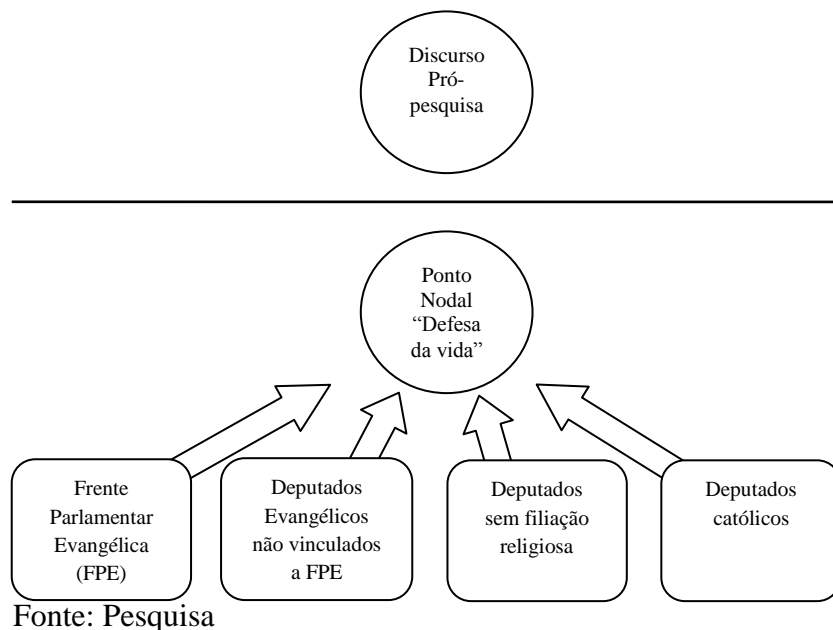 Discurso
Pró-
pesquisa
Ponto
Nodal
“Defesa
da vida”
Frente
Parlamentar
Evangélica
(FPE)
Deputados
Evangélicos
não vinculados
a FPE
Deputados
sem filiação
religiosa
Deputados
católicos
Fonte: Pesquisa